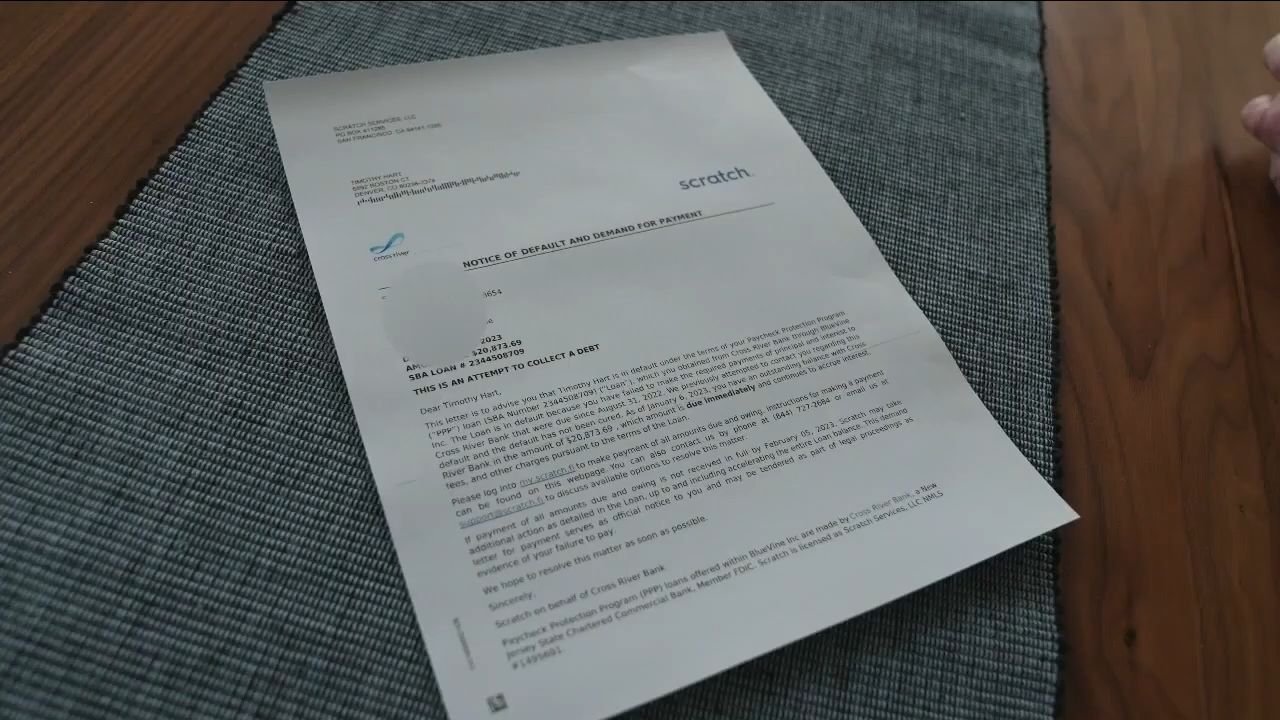 SCRATCH SERVICES, LLC
PO BOX 411285
SAN FRANCISCO, CA 94141-1285
TIMOTHY HART
BOSTON CT
DENVER, CO
scratch
cross river
NOTICE OF DEFAULT AND DEMAND FOR PAYMENT
2023
$20,873.69
SBA LOAN # 2344508709
THIS IS AN ATTEMPT TO COLLECT A DEBT
Dear Timothy Hart,
This letter is to advise you that Timothy Hart is in default under the terms of your Paycheck Protection Program
("PPP") loan (SBA Number 2344508709) ("Loan"), which you obtained from Cross River Bank through BlueVine
Inc. The Loan is in default because you have failed to make the required payments of principal and interest to
Cross River Bank that were due since August 31, 2022. We previously attempted to contact you regarding this
default and the default has not been cured. As of January 6, 2023, you have an outstanding balance with Cross
River Bank in the amount of $20,873.69 , which amount is due immediately and continues to accrue interest,
fees, and other charges pursuant to the terms of the Loan.
Please log into my.scratch.fi to make payment of all amounts due and owing. Instructions for making a payment
can be found on this webpage. You can also contact us by phone at (844) 727-2684 or email us at
support@scratch.fi to discuss available options to resolve this matter.
If payment of all amounts due and owing is not received in full by February 05, 2023, Scratch may take
additional action as detailed in the Loan, up to and including accelerating the entire Loan balance. This demand
letter for payment serves as official notice to you and may be tendered as part of legal proceedings as
evidence of your failure to pay
We hope to resolve this matter as soon as possible.
Sincerely,
Scratch on behalf of Cross River Bank
Paycheck Protection Program (PPP) loans offered within BlueVine Inc are made by Cross River Bank, a New
Jersey State Chartered Commercial Bank, Member FDIC. Scratch is licensed as Scratch Services, LLC NMLS
#1495691